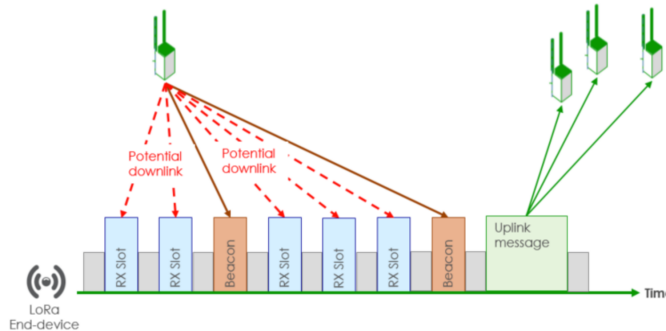 Potential
downlink
Potential
downlink
RX Slot
RX Slot
Beacon
RX Slot
RX Slot
RX Slot
Beacon
Uplink
message
LoRa
End-device
Time